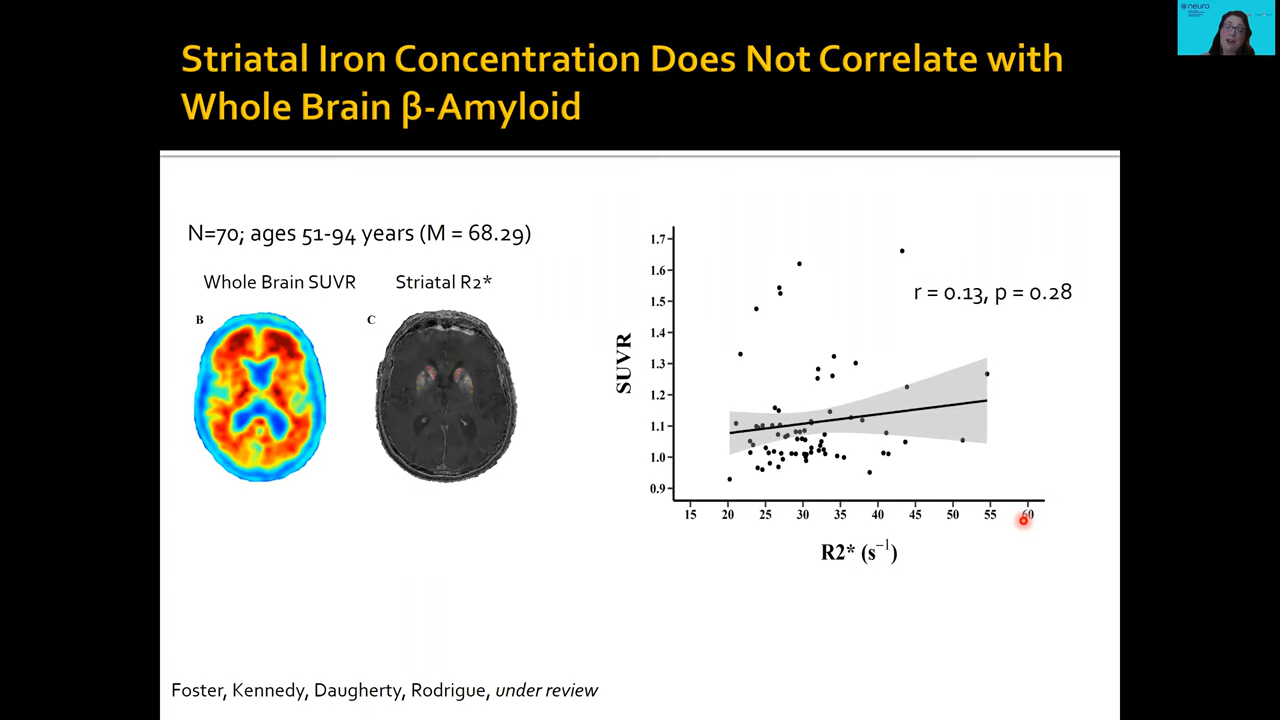 neuro
Striatal Iron Concentration Does Not Correlate with
Whole Brain β-Amyloid
N=70; ages 51-94 years (M = 68.29)
Whole Brain SUVR
Striatal R2*
B
C
1.7
1.6
1.5
1.4
1.3
1.2
1.1
1.0
0.9
SUVR
r = 0.13, p = 0.28
15 20 25 30 35 40 45 50 55 60
R2* (s⁻¹)
Foster, Kennedy, Daugherty, Rodrigue, under review